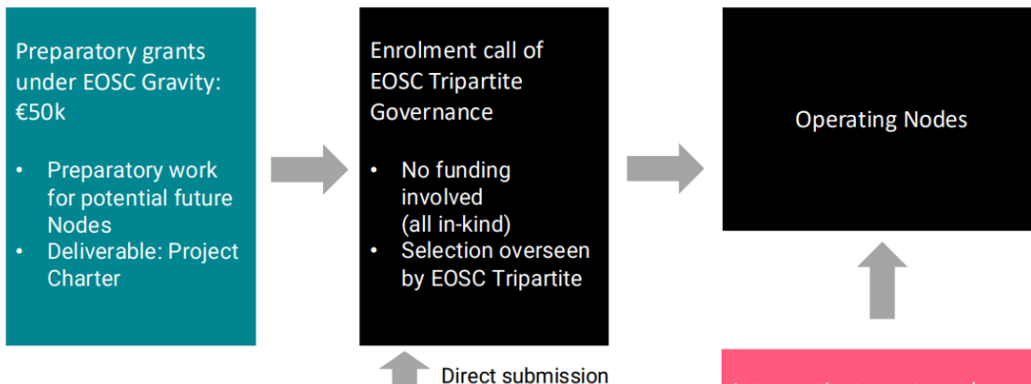 Preparatory grants
under EOSC Gravity:
€50k
• Preparatory work
for potential future
Nodes
• Deliverable: Project
Charter
Enrolment call of
EOSC Tripartite
Governance
• No funding
involved
(all in-kind)
• Selection overseen
by EOSC Tripartite
Operating Nodes
Direct submission